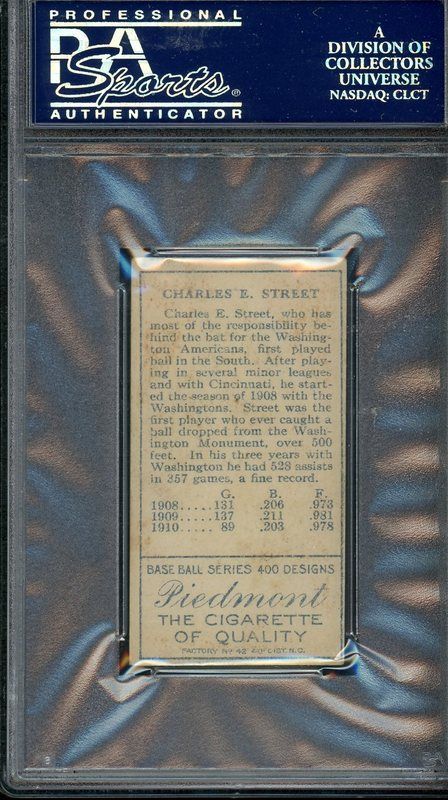 PROFESSIONAL
PSA
Sports®
AUTHENTICATOR
A
DIVISION OF
COLLECTORS
UNIVERSE
NASDAQ: CLCT
CHARLES E. STREET
Charles E. Street, who has
most of the responsibility be-
hind the bat for the Washing-
ton Americans, first played
ball in the South. After play-
ing in several minor leagues
and with Cincinnati, he start-
ed the season of 1908 with the
Washingtons. Street was the
first player who ever caught a
ball dropped from the Wash-
ington Monument, over 500
feet. In his three years with
Washington he had 528 assists
in 357 games, a fine record.
G. B. F.
1908.....131 .206 .973
1909.....137 .211 .981
1910..... 89 .203 .978
BASE BALL SERIES 400 DESIGNS
Piedmont
THE CIGARETTE
OF QUALITY
FACTORY No 42 DIST. N.C.